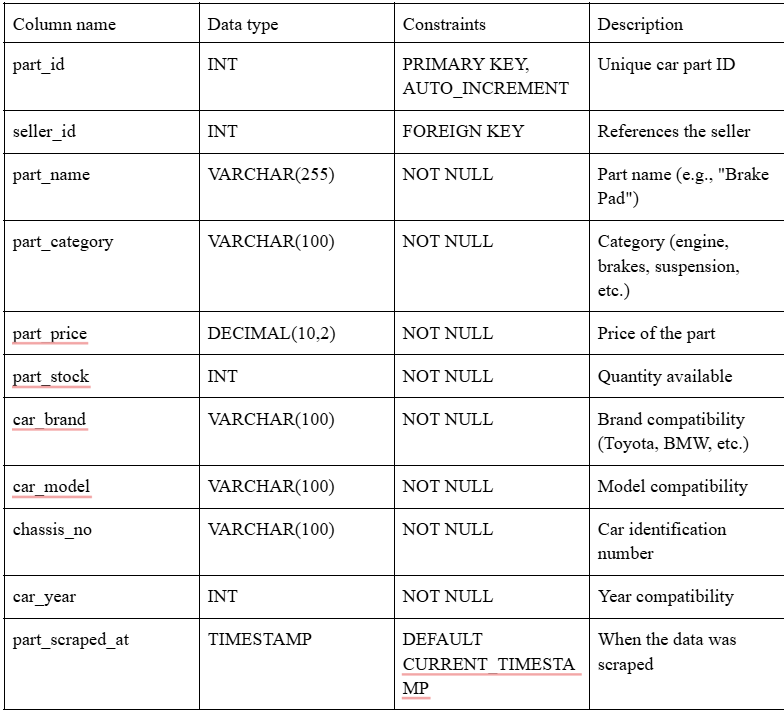 Column name Data type Constraints Description
part_id INT PRIMARY KEY, Unique car part ID
AUTO_INCREMENT
seller_id INT FOREIGN KEY References the seller
part_name VARCHAR(255) NOT NULL Part name (e.g., "Brake
Pad")
part_category VARCHAR(100) NOT NULL Category (engine,
brakes, suspension,
etc.)
part_price DECIMAL(10,2) NOT NULL Price of the part
part_stock INT NOT NULL Quantity available
car_brand VARCHAR(100) NOT NULL Brand compatibility
(Toyota, BMW, etc.)
car_model VARCHAR(100) NOT NULL Model compatibility
chassis_no VARCHAR(100) NOT NULL Car identification
number
car_year INT NOT NULL Year compatibility
part_scraped_at TIMESTAMP DEFAULT When the data was
CURRENT_TIMESTA scraped
MP